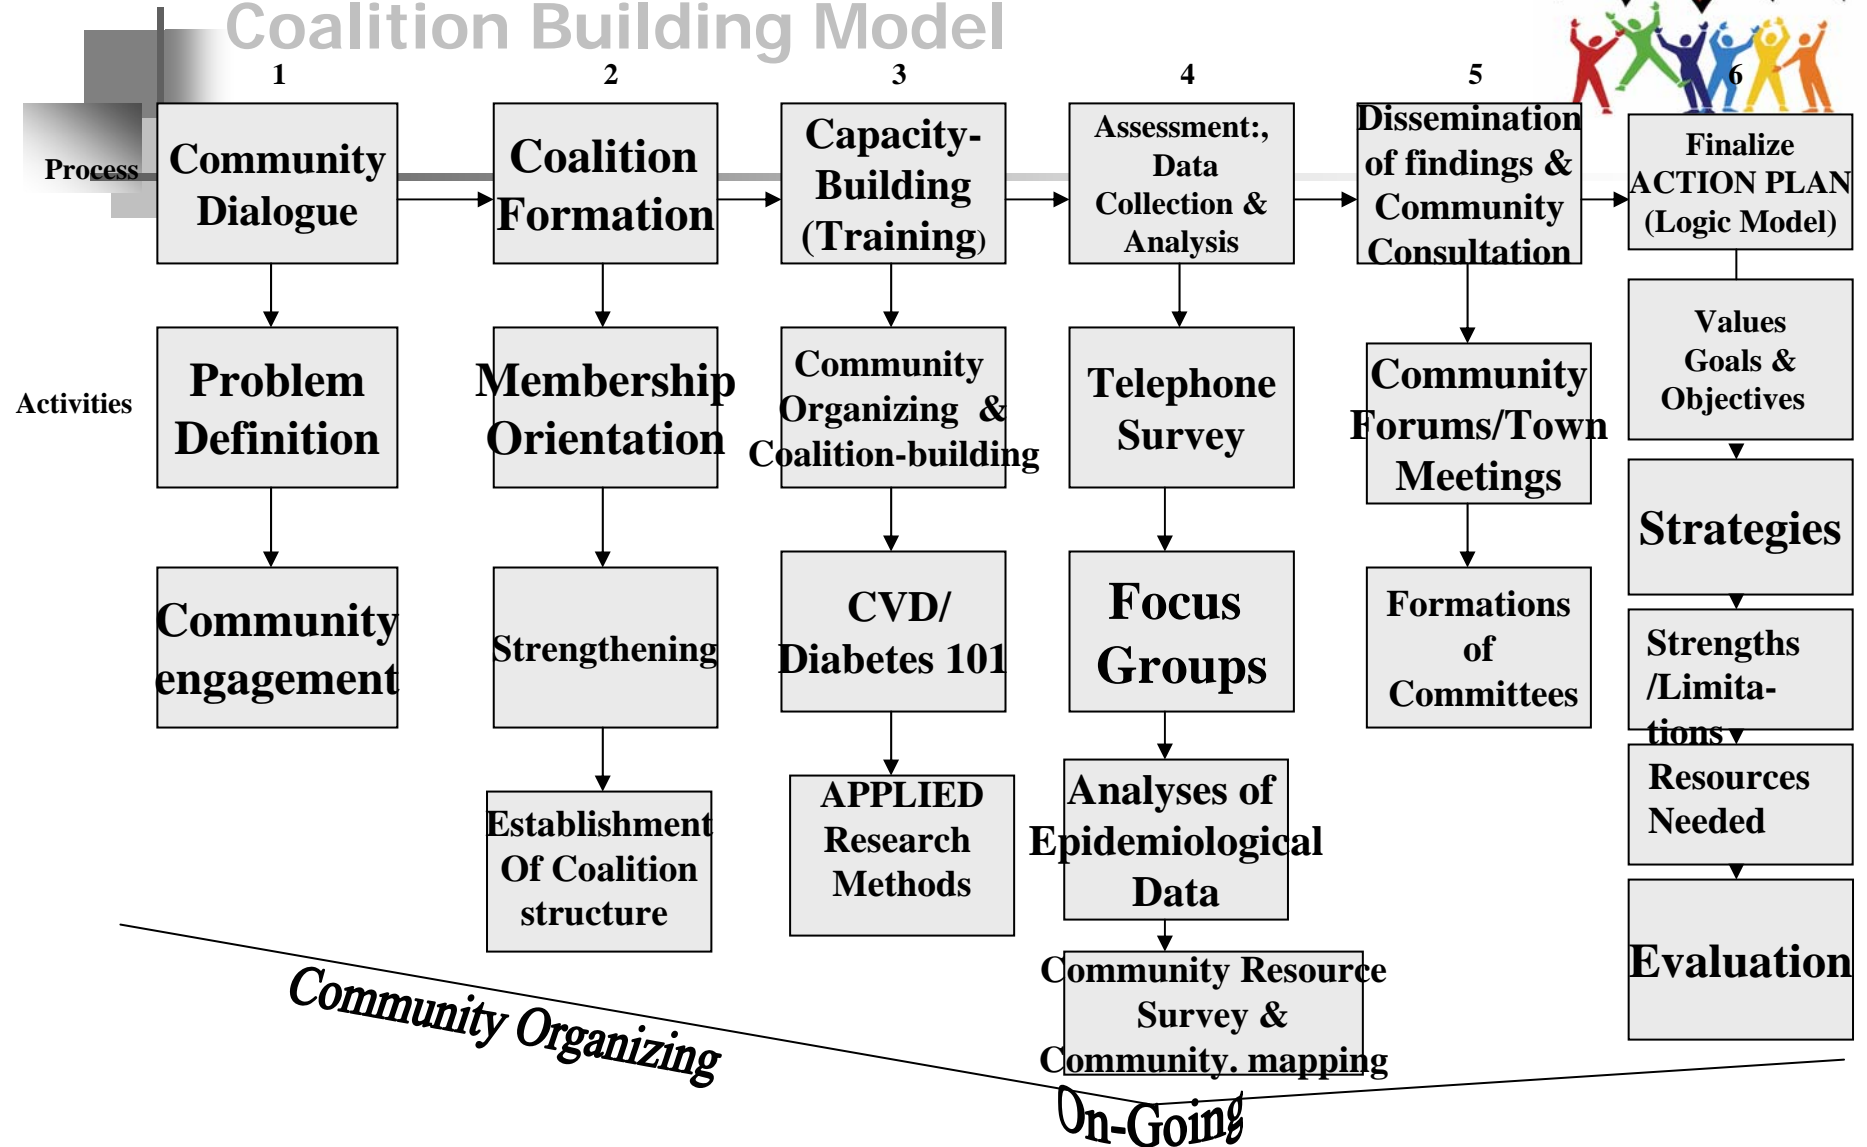 Coalition Building Model
1
2
3
4
5
6
Process
Community
Dialogue
Coalition
Formation
Capacity-
Building
(Training)
Assessment:,
Data
Collection &
Analysis
Dissemination
of findings &
Community
Consultation
Finalize
ACTION PLAN
(Logic Model)
Activities
Problem
Definition
Membership
Orientation
Community
Organizing &
Coalition-building
Telephone
Survey
Community
Forums/Town
Meetings
Values
Goals &
Objectives
Community
engagement
Strengthening
CVD/
Diabetes 101
Focus
Groups
Formations
of
Committees
Strategies
Strengths
/Limita-
tions
Establishment
Of Coalition
structure
APPLIED
Research
Methods
Analyses of
Epidemiological
Data
Resources
Needed
Community Resource
Survey &
Community. mapping
Evaluation
Community Organizing
On-Going